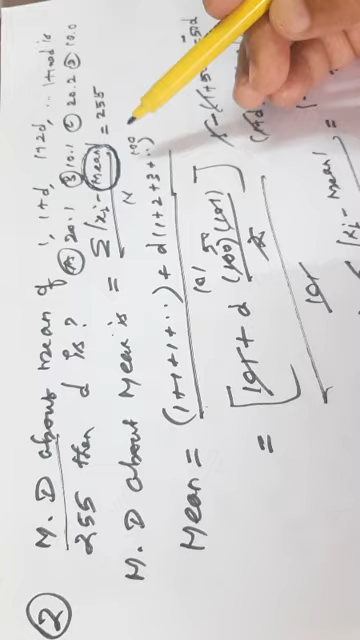 ② M. D about mean of 1, 1+d, 1+2d, .. 1+100d is
255 then d is? Ⓐ 20.1 Ⓑ 10.1 Ⓒ 20.2 Ⓓ 10.0
M. D about Mean is = Σ|xi - mean| / N = 255
Mean = (1+1+1+..) + d(1+2+3+...100) / 101
= [101 + d (100)(101) / 2]
101
|xi - mean| =